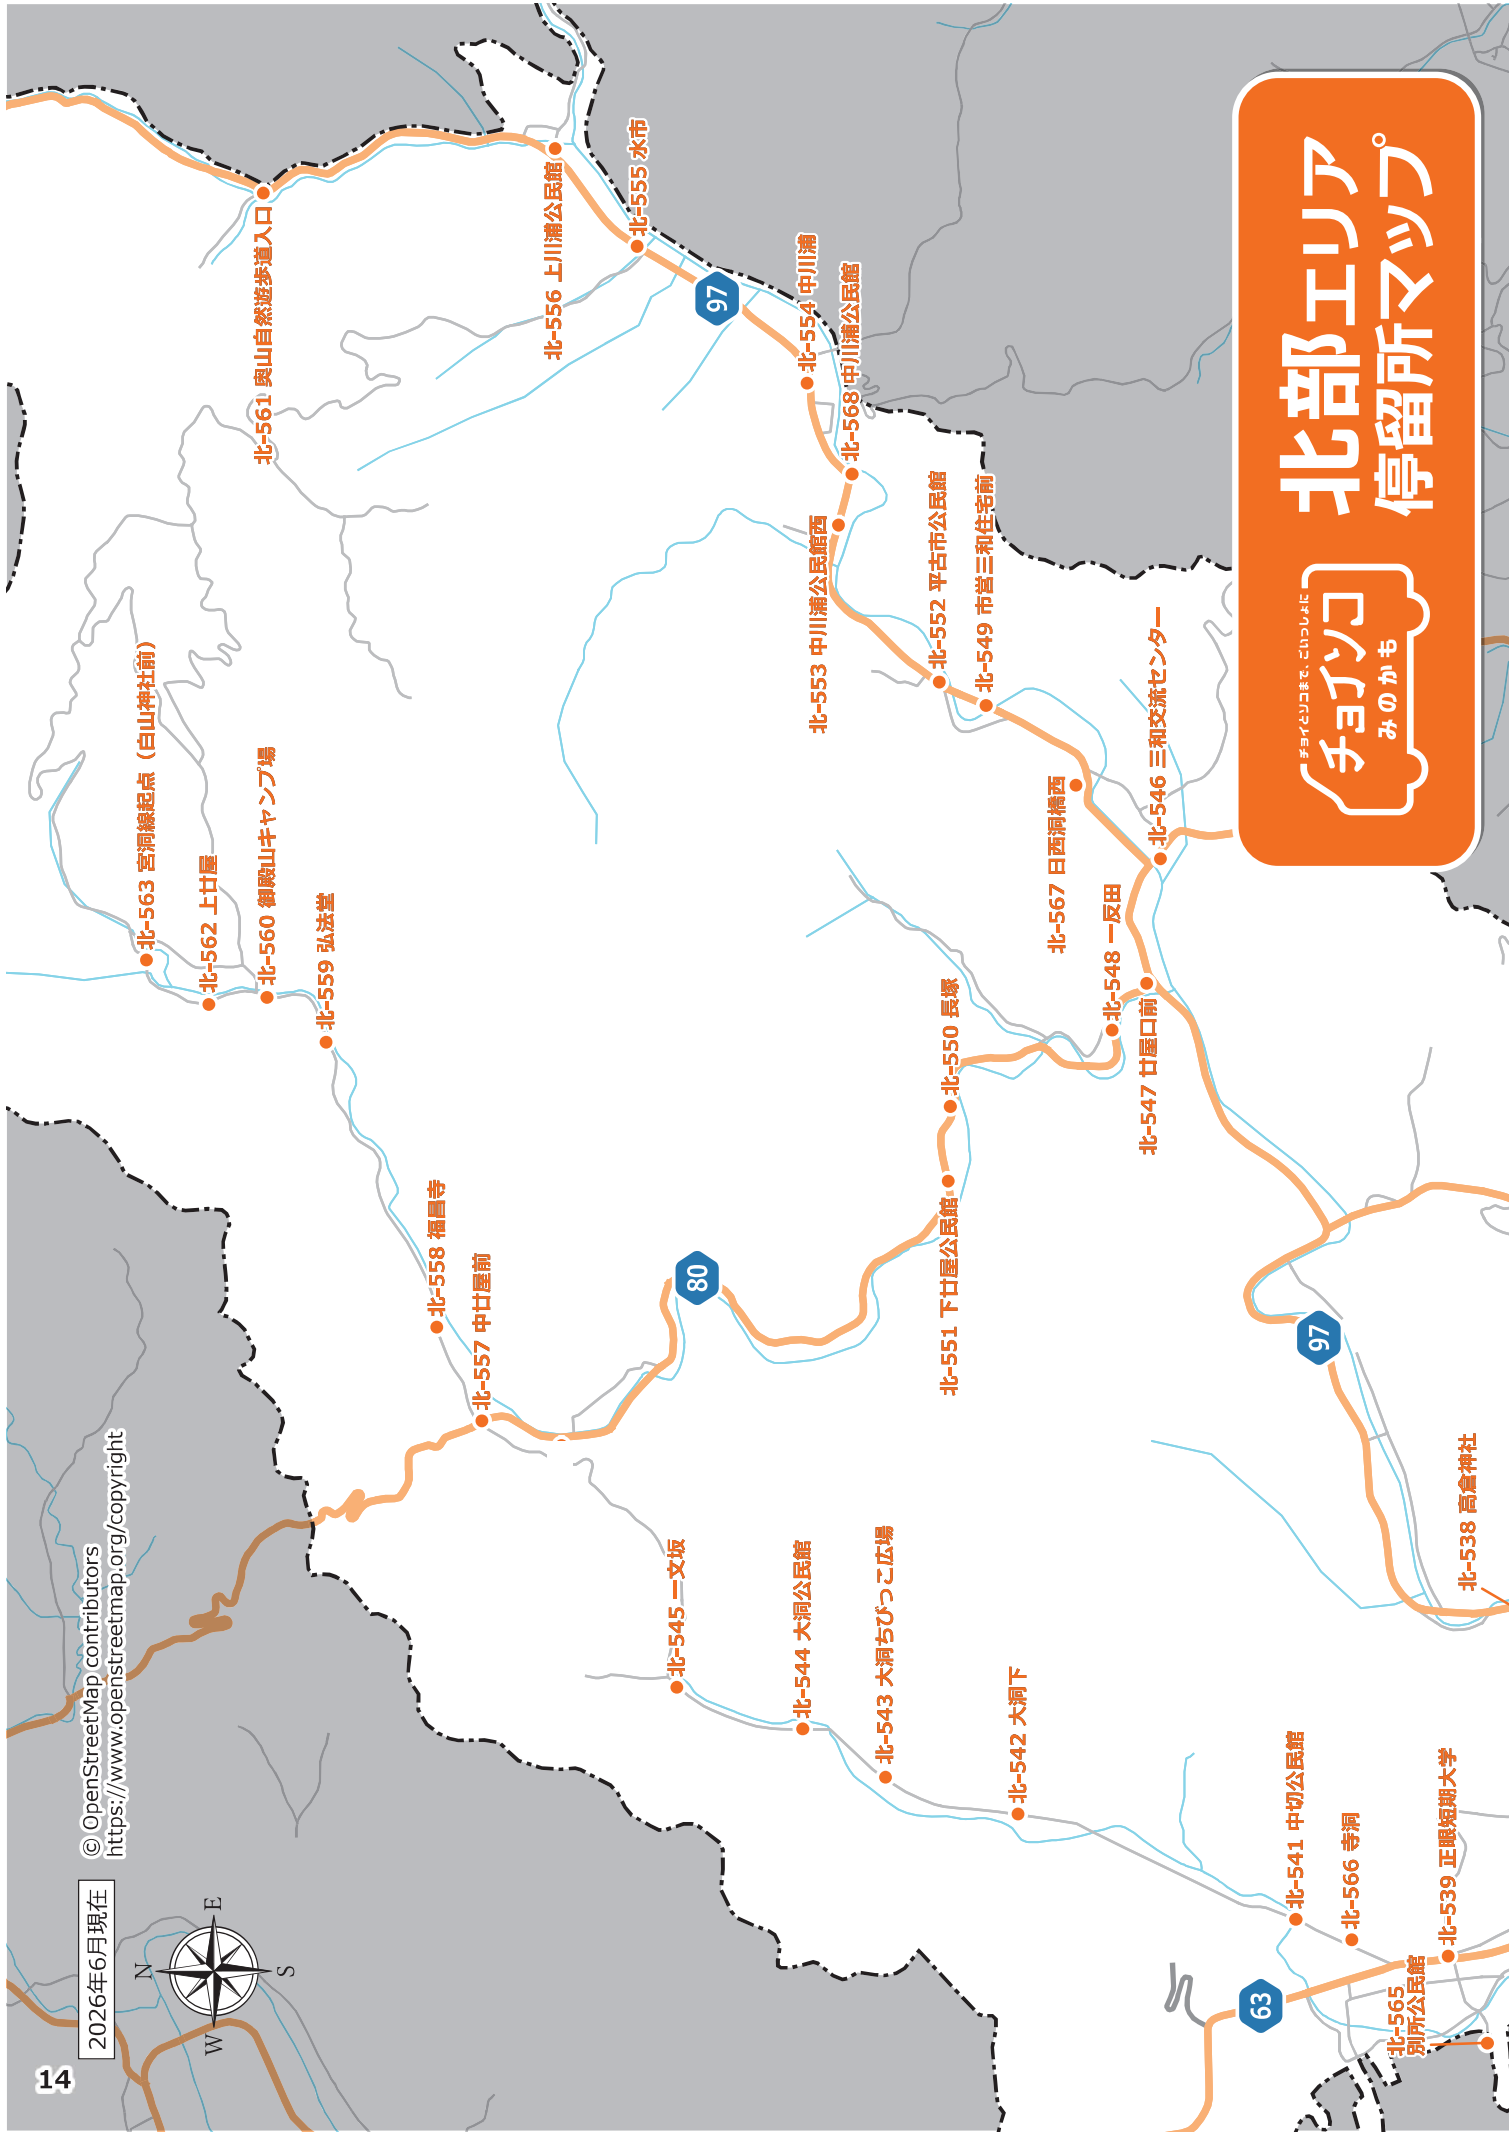 北部エリア
停留所マップ
チョイとソコまで、ごいっしょに
チョイソコ
みのかも
北-561 奥山自然遊歩道入口
北-556 上川浦公民館
北-555 水市
97
北-554 中川浦
北-568 中川浦公民館
北-553 中川浦公民館西
北-552 平古市公民館
北-549 市営三和住宅前
北-563 宮洞線起点（白山神社前）
北-562 上廿屋
北-560 御殿山キャンプ場
北-559 弘法堂
北-567 日西洞橋西
北-546 三和交流センター
北-548 一反田
北-547 廿屋口前
北-550 長塚
北-551 下廿屋公民館
80
北-558 福昌寺
北-557 中廿屋前
97
北-538 高倉神社
北-545 一文坂
北-544 大洞公民館
北-543 大洞ちびっこ広場
北-542 大洞下
北-541 中切公民館
北-566 寺洞
北-539 正眼短期大学
63
北-565
別所公民館
© OpenStreetMap contributors
https://www.openstreetmap.org/copyright
2026年6月現在
N
E
S
W
14